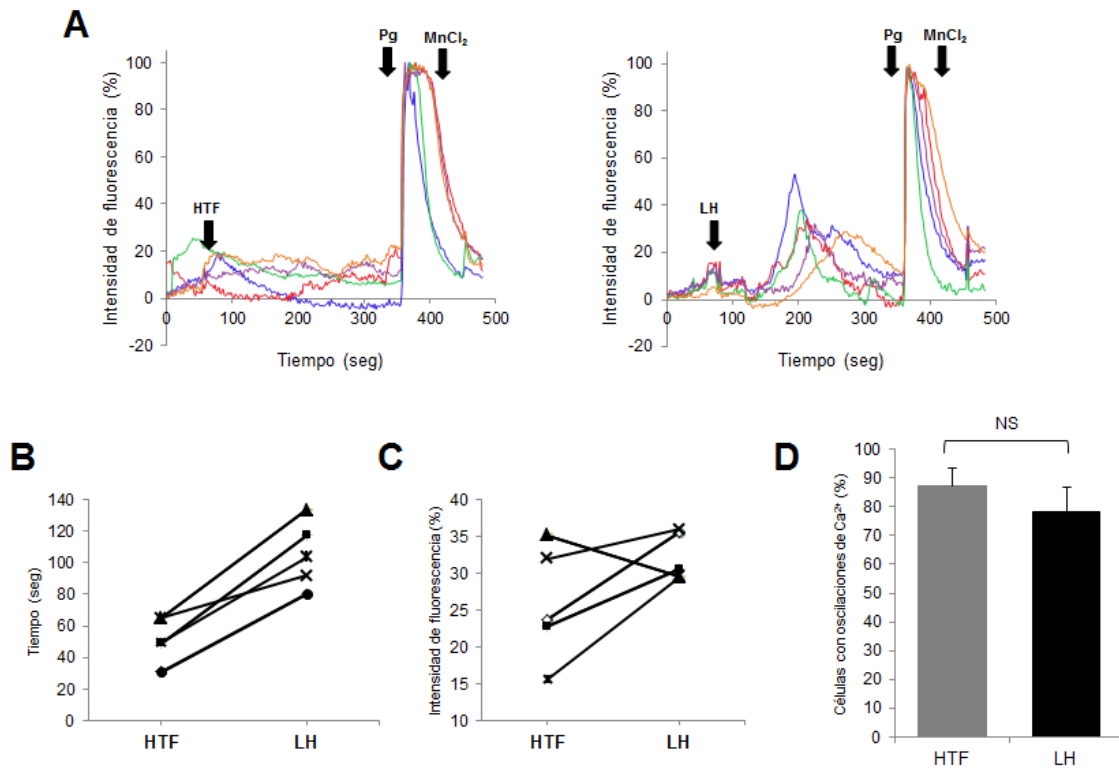 A
Intensidad de fluorescencia (%)
100
80
60
40
20
0
-20
HTF
Pg
MnCl₂
0 100 200 300 400 500
Tiempo (seg)
Intensidad de fluorescencia (%)
100
80
60
40
20
0
-20
LH
Pg
MnCl₂
0 100 200 300 400 500
Tiempo (seg)
B
Tiempo (seg)
140
120
100
80
60
40
20
0
HTF LH
C
Intensidad de fluorescencia (%)
40
35
30
25
20
15
10
HTF LH
D
Células con oscilaciones de Ca²⁺ (%)
NS
100
90
80
70
60
50
40
30
20
10
0
HTF LH